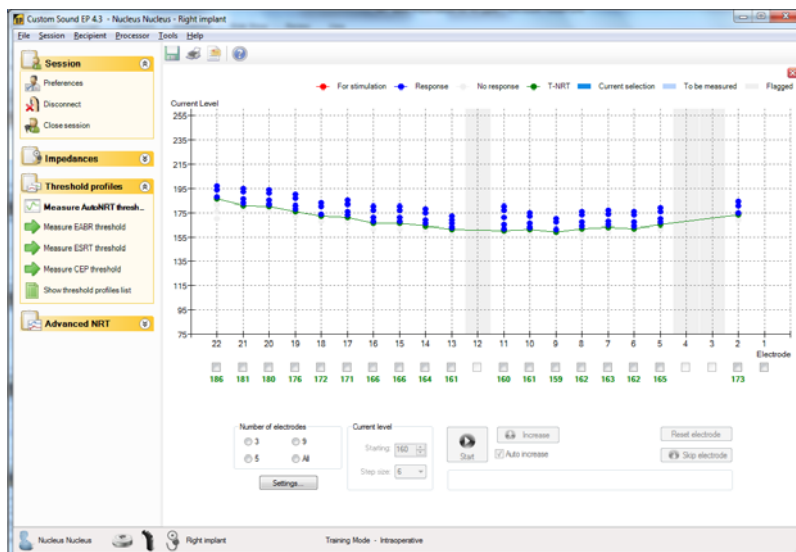 Custom Sound EP 4.3 - Nucleus Nucleus - Right implant
File Session Recipient Processor Tools Help
Session
Preferences
Disconnect
Close session
Impedances
Threshold profiles
Measure AutoNRT thresh...
Measure EABR threshold
Measure ESRT threshold
Measure CEP threshold
Show threshold profiles list
Advanced NRT
For stimulation Response No response T-NRT Current selection To be measured Flagged
Current Level
255
235
215
195
175
155
135
115
95
75
22 21 20 19 18 17 16 15 14 13 12 11 10 9 8 7 6 5 4 3 2 1
Electrode
186 181 180 176 172 171 166 166 164 161 160 161 159 162 163 162 165 173
Number of electrodes
3 9
5 All
Settings...
Current level
Starting: 160
Step size: 6
Start
Increase
Auto increase
Reset electrode
Skip electrode
Nucleus Nucleus Right implant Training Mode - Intraoperative